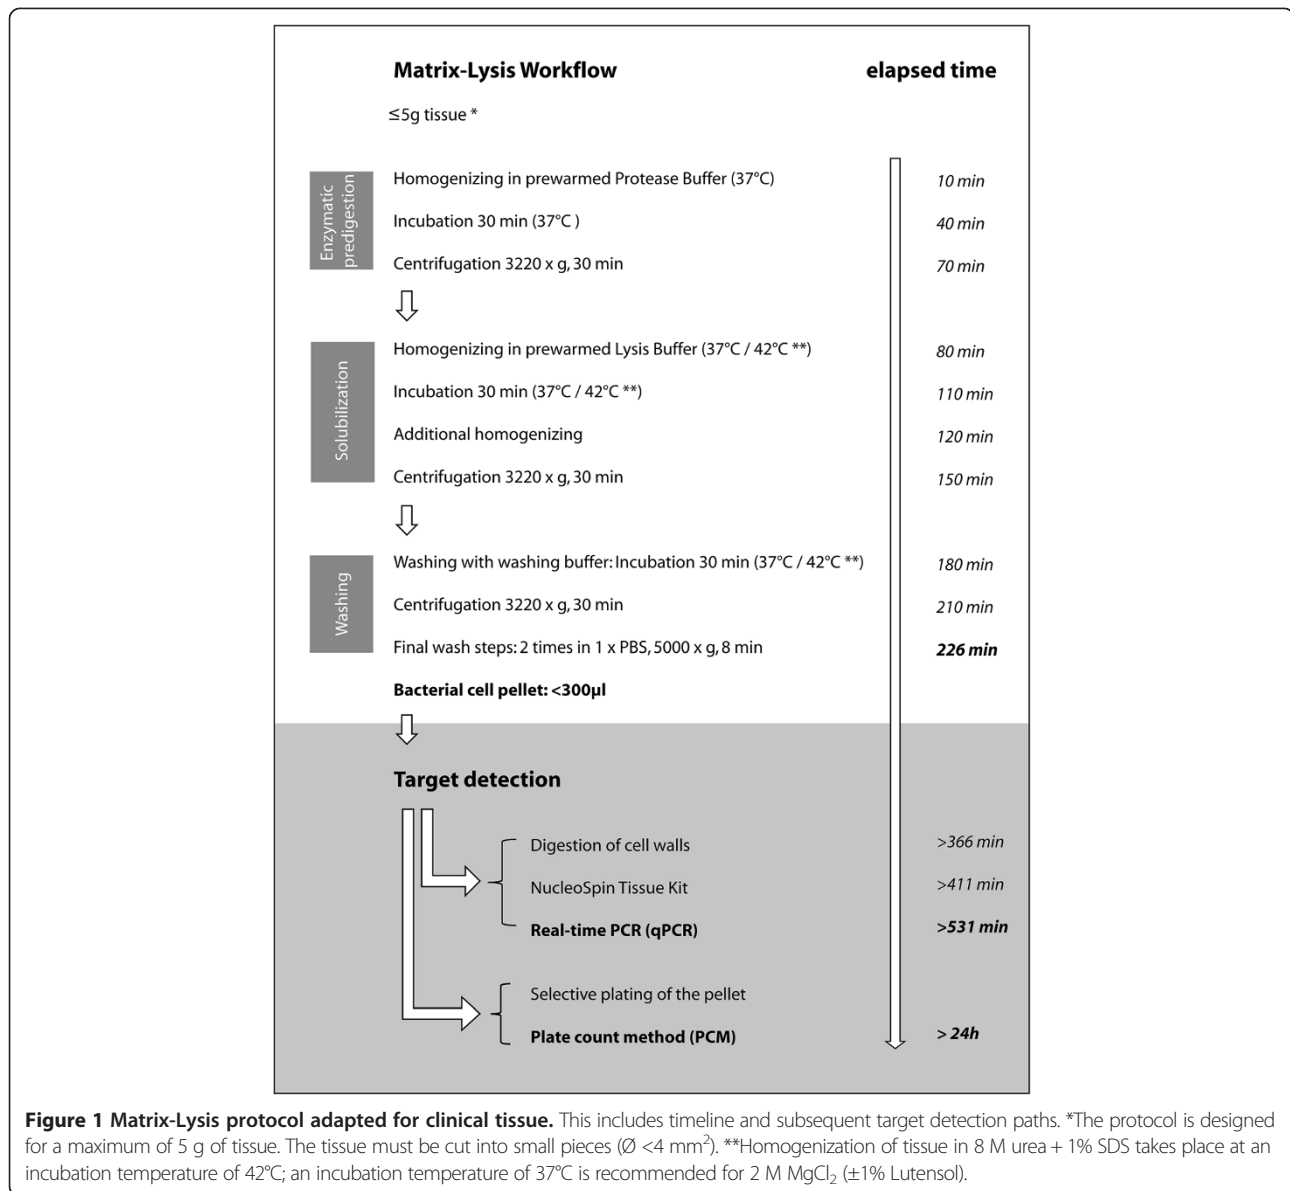 Matrix-Lysis Workflow elapsed time
≤5g tissue *
Enzymatic predigestion
Homogenizing in prewarmed Protease Buffer (37°C) 10 min
Incubation 30 min (37°C ) 40 min
Centrifugation 3220 x g, 30 min 70 min
Solubilization
Homogenizing in prewarmed Lysis Buffer (37°C / 42°C **) 80 min
Incubation 30 min (37°C / 42°C **) 110 min
Additional homogenizing 120 min
Centrifugation 3220 x g, 30 min 150 min
Washing
Washing with washing buffer: Incubation 30 min (37°C / 42°C **) 180 min
Centrifugation 3220 x g, 30 min 210 min
Final wash steps: 2 times in 1 x PBS, 5000 x g, 8 min 226 min
Bacterial cell pellet: <300µl
Target detection
Digestion of cell walls >366 min
NucleoSpin Tissue Kit >411 min
Real-time PCR (qPCR) >531 min
Selective plating of the pellet
Plate count method (PCM) > 24h
Figure 1 Matrix-Lysis protocol adapted for clinical tissue. This includes timeline and subsequent target detection paths. *The protocol is designed
for a maximum of 5 g of tissue. The tissue must be cut into small pieces (Ø <4 mm²). **Homogenization of tissue in 8 M urea + 1% SDS takes place at an
incubation temperature of 42°C; an incubation temperature of 37°C is recommended for 2 M MgCl₂ (±1% Lutensol).